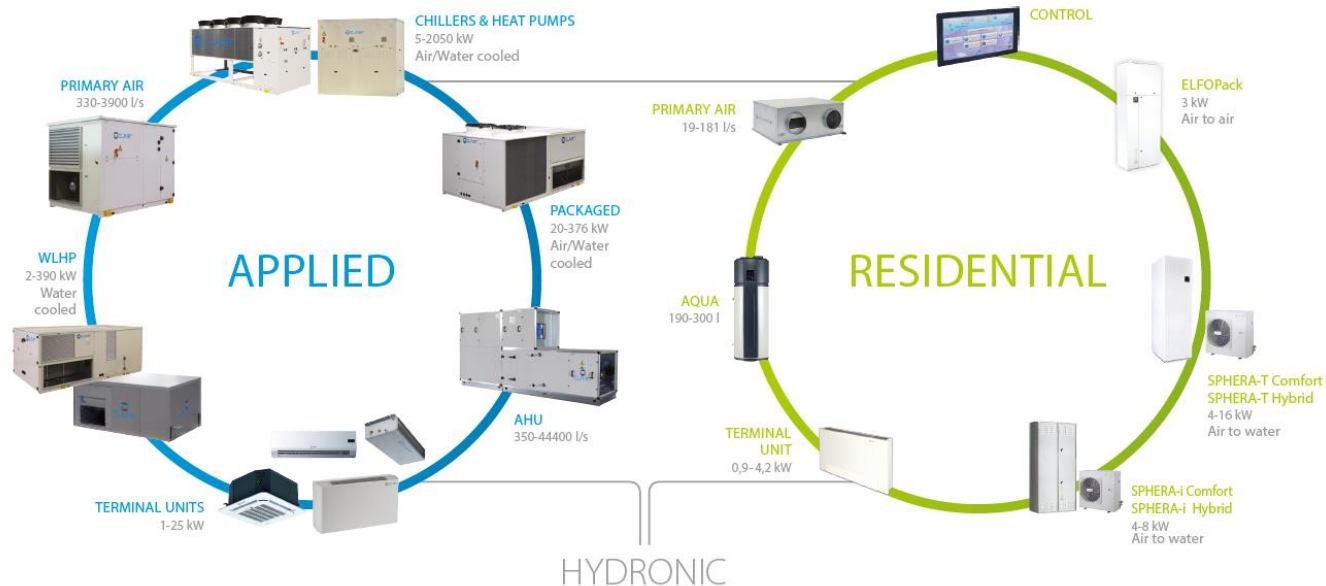 CHILLERS & HEAT PUMPS
5-2050 kW
Air/Water cooled
PRIMARY AIR
330-3900 l/s
PACKAGED
20-376 kW
Air/Water
cooled
WLHP
2-390 kW
Water
cooled
APPLIED
AHU
350-44400 l/s
TERMINAL UNITS
1-25 kW
CONTROL
PRIMARY AIR
19-181 l/s
ELFOPack
3 kW
Air to air
RESIDENTIAL
AQUA
190-300 l
SPHERA-T Comfort
SPHERA-T Hybrid
4-16 kW
Air to water
TERMINAL
UNIT
0,9- 4,2 kW
SPHERA-i Comfort
SPHERA-i Hybrid
4-8 kW
Air to water
HYDRONIC